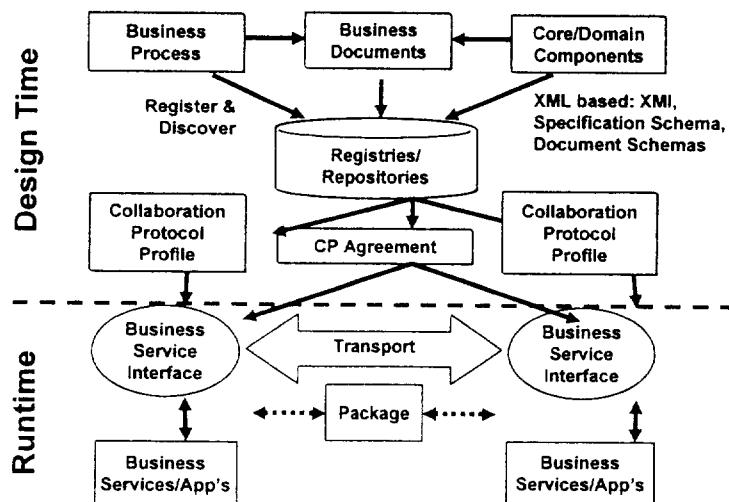 Design Time
Business
Process
Business
Documents
Core/Domain
Components
Register &
Discover
XML based: XMI,
Specification Schema,
Document Schemas
Registries/
Repositories
Collaboration
Protocol
Profile
CP Agreement
Collaboration
Protocol
Profile
Runtime
Business
Service
Interface
Transport
Business
Service
Interface
Package
Business
Services/App's
Business
Services/App's